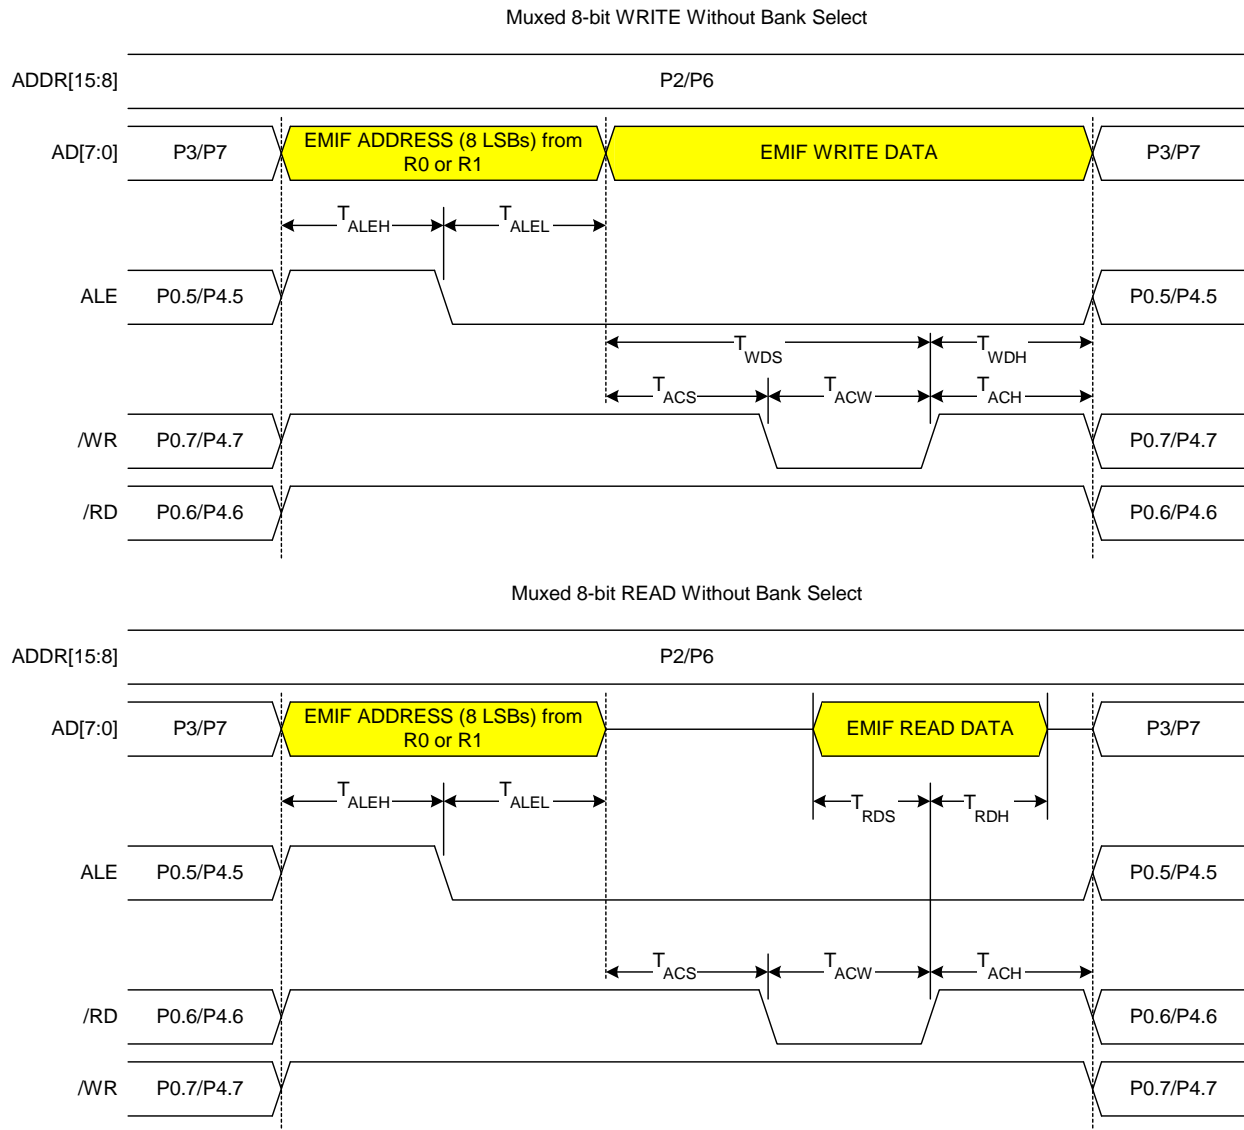 Muxed 8-bit WRITE Without Bank Select
ADDR[15:8] P2/P6
AD[7:0] P3/P7 EMIF ADDRESS (8 LSBs) from R0 or R1 EMIF WRITE DATA P3/P7
TALEH TALEL
ALE P0.5/P4.5 P0.5/P4.5
TWDS TWDH
TACS TACW TACH
/WR P0.7/P4.7 P0.7/P4.7
/RD P0.6/P4.6 P0.6/P4.6
Muxed 8-bit READ Without Bank Select
ADDR[15:8] P2/P6
AD[7:0] P3/P7 EMIF ADDRESS (8 LSBs) from R0 or R1 EMIF READ DATA P3/P7
TALEH TALEL TRDS TRDH
ALE P0.5/P4.5 P0.5/P4.5
TACS TACW TACH
/RD P0.6/P4.6 P0.6/P4.6
/WR P0.7/P4.7 P0.7/P4.7